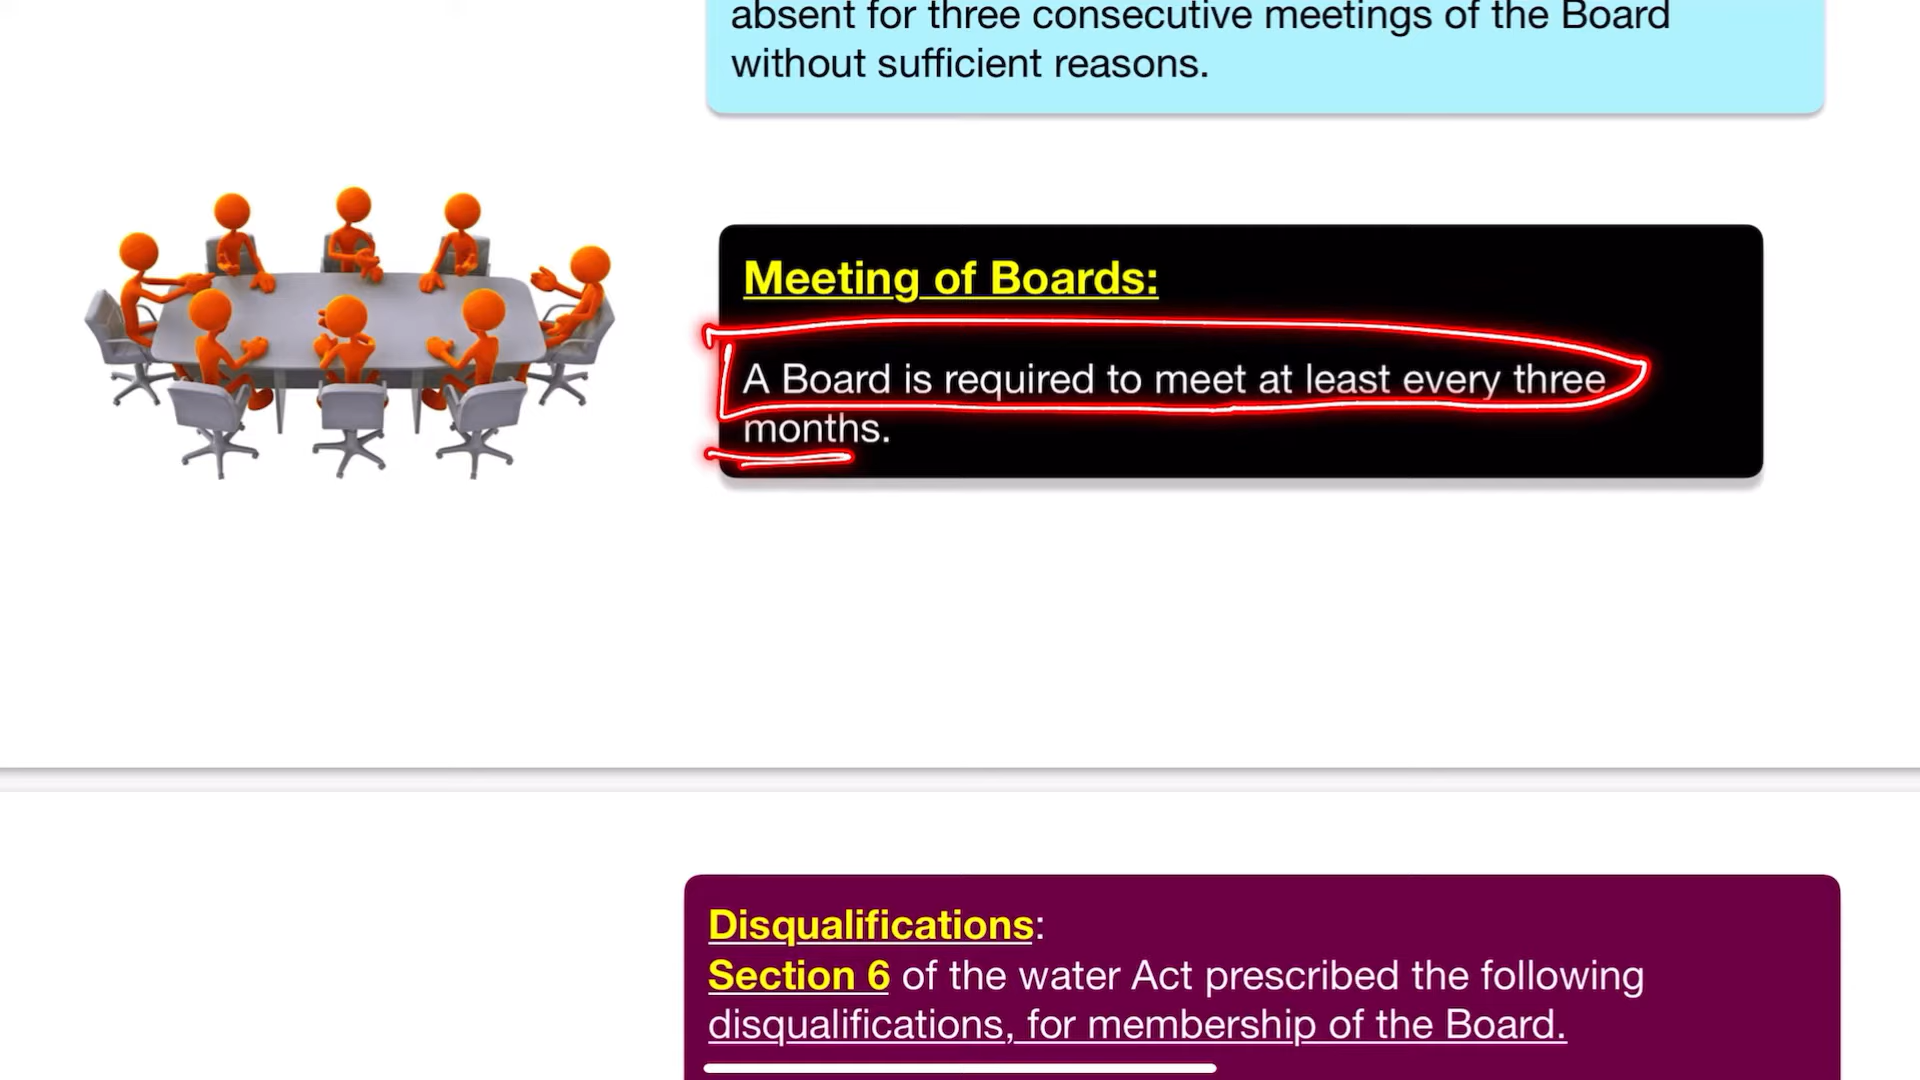 absent for three consecutive meetings of the Board
without sufficient reasons.
Meeting of Boards:
A Board is required to meet at least every three
months.
Disqualifications:
Section 6 of the water Act prescribed the following
disqualifications, for membership of the Board.